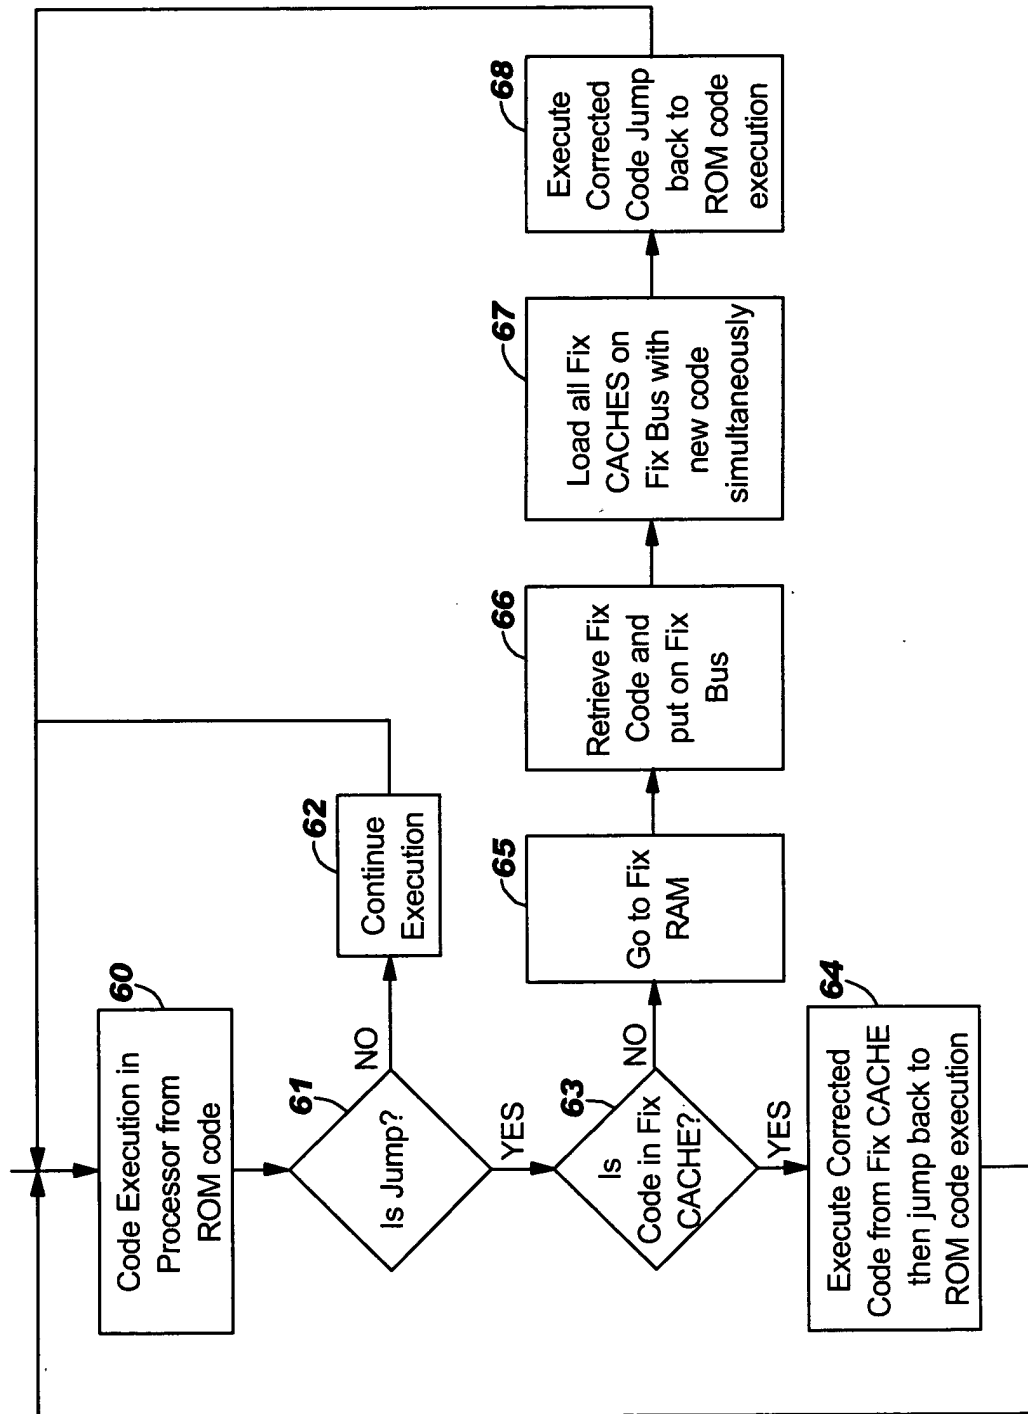 60
Code Execution in
Processor from
ROM code
61
Is Jump?
NO
62
Continue
Execution
YES
63
Is
Code in Fix
CACHE?
YES
64
Execute Corrected
Code from Fix CACHE
then jump back to
ROM code execution
NO
65
Go to Fix
RAM
66
Retrieve Fix
Code and
put on Fix
Bus
67
Load all Fix
CACHES on
Fix Bus with
new code
simultaneously
68
Execute
Corrected
Code Jump
back to
ROM code
execution